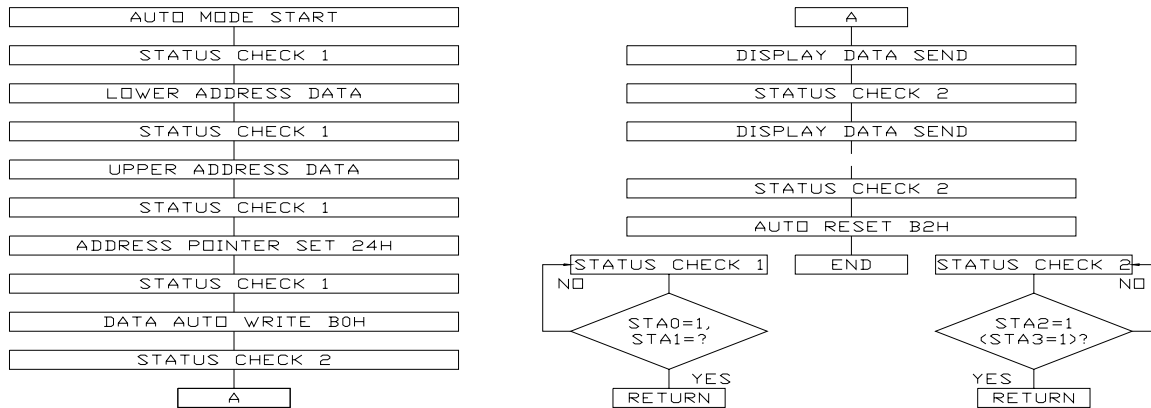 AUTO MODE START
STATUS CHECK 1
LOWER ADDRESS DATA
STATUS CHECK 1
UPPER ADDRESS DATA
STATUS CHECK 1
ADDRESS POINTER SET 24H
STATUS CHECK 1
DATA AUTO WRITE B0H
STATUS CHECK 2
A
A
DISPLAY DATA SEND
STATUS CHECK 2
DISPLAY DATA SEND
STATUS CHECK 2
AUTO RESET B2H
END
STATUS CHECK 1
NO
STA0=1,
STA1=?
YES
RETURN
STATUS CHECK 2
NO
STA2=1
(STA3=1)?
YES
RETURN